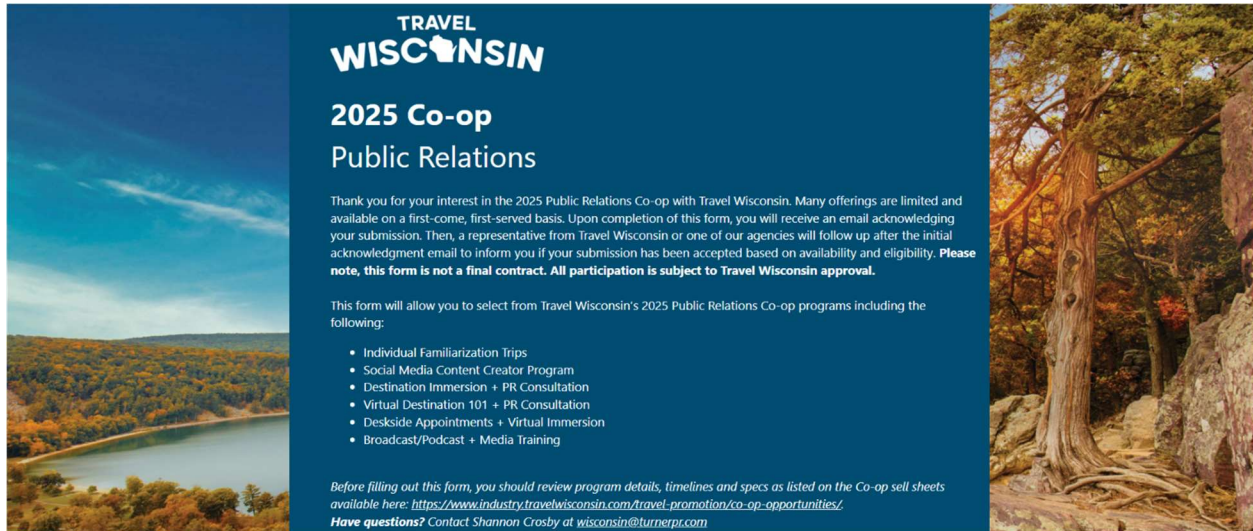 TRAVEL
WISCONSIN
2025 Co-op
Public Relations
Thank you for your interest in the 2025 Public Relations Co-op with Travel Wisconsin. Many offerings are limited and
available on a first-come, first-served basis. Upon completion of this form, you will receive an email acknowledging
your submission. Then, a representative from Travel Wisconsin or one of our agencies will follow up after the initial
acknowledgment email to inform you if your submission has been accepted based on availability and eligibility. Please
note, this form is not a final contract. All participation is subject to Travel Wisconsin approval.
This form will allow you to select from Travel Wisconsin's 2025 Public Relations Co-op programs including the
following:
• Individual Familiarization Trips
• Social Media Content Creator Program
• Destination Immersion + PR Consultation
• Virtual Destination 101 + PR Consultation
• Deskside Appointments + Virtual Immersion
• Broadcast/Podcast + Media Training
Before filling out this form, you should review program details, timelines and specs as listed on the Co-op sell sheets
available here: https://www.industry.travelwisconsin.com/travel-promotion/co-op-opportunities/.
Have questions? Contact Shannon Crosby at wisconsin@turnerpr.com